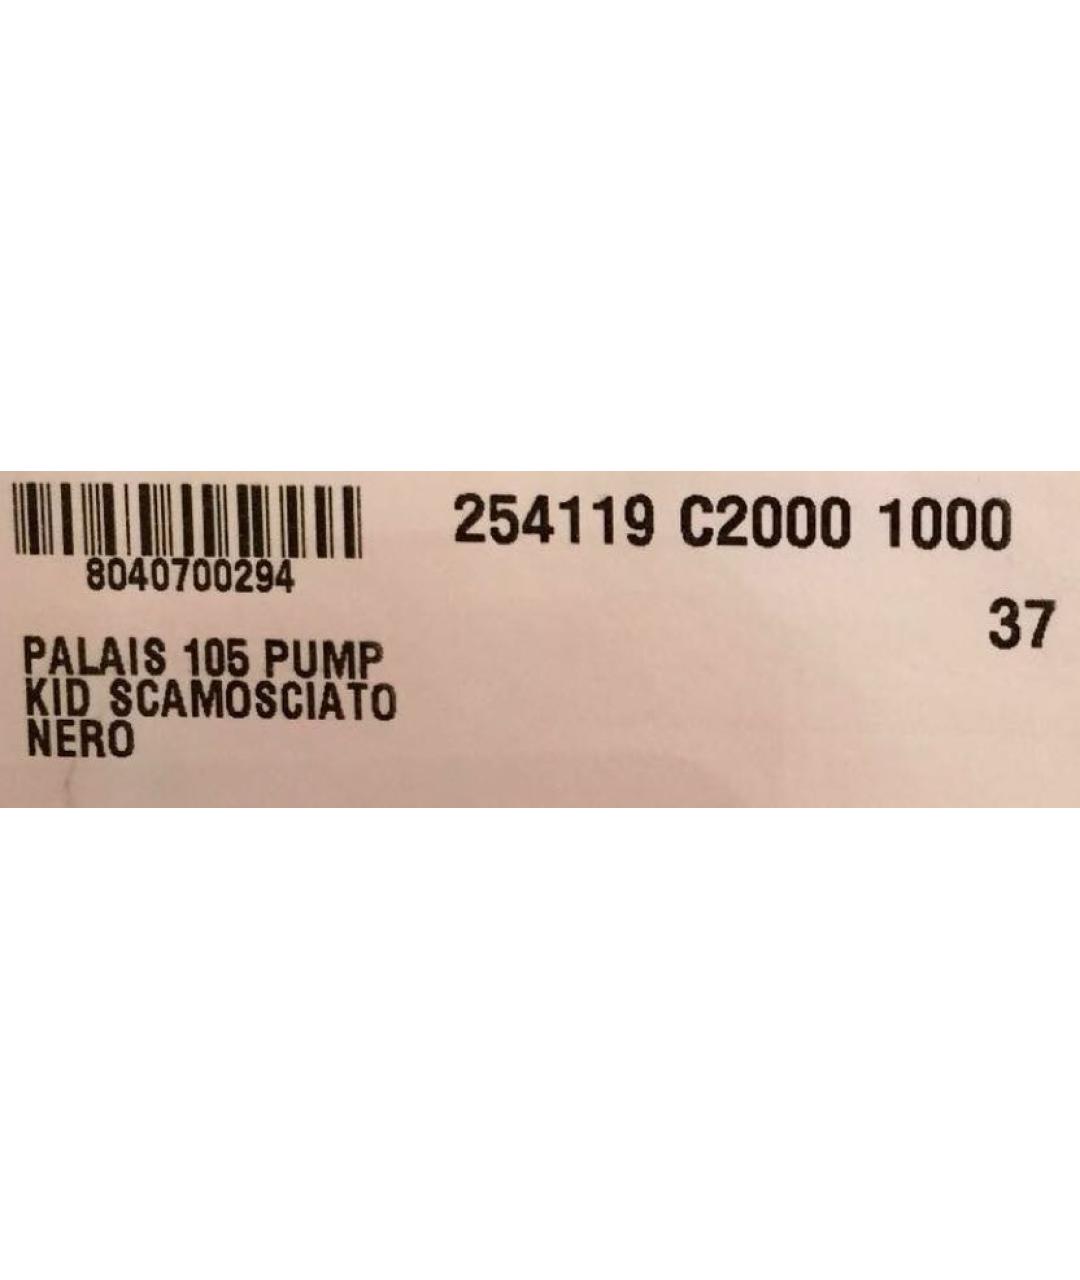 254119 C2000 1000
8040700294
37
PALAIS 105 PUMP
KID SCAMOSCIATO
NERO